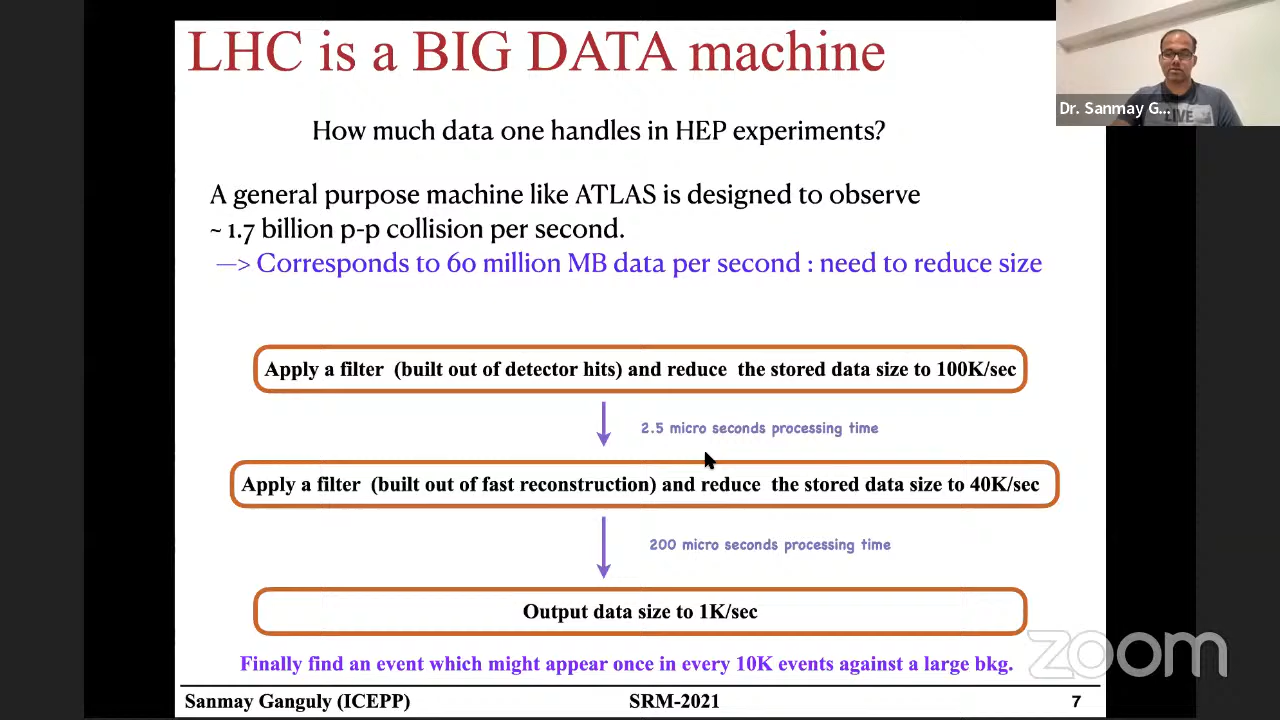 LHC is a BIG DATA machine
Dr. Sanmay G...
LIVE
How much data one handles in HEP experiments?
A general purpose machine like ATLAS is designed to observe
~ 1.7 billion p-p collision per second.
—> Corresponds to 60 million MB data per second : need to reduce size
Apply a filter (built out of detector hits) and reduce the stored data size to 100K/sec
2.5 micro seconds processing time
Apply a filter (built out of fast reconstruction) and reduce the stored data size to 40K/sec
200 micro seconds processing time
Output data size to 1K/sec
zoom
Finally find an event which might appear once in every 10K events against a large bkg.
Sanmay Ganguly (ICEPP) SRM-2021 7